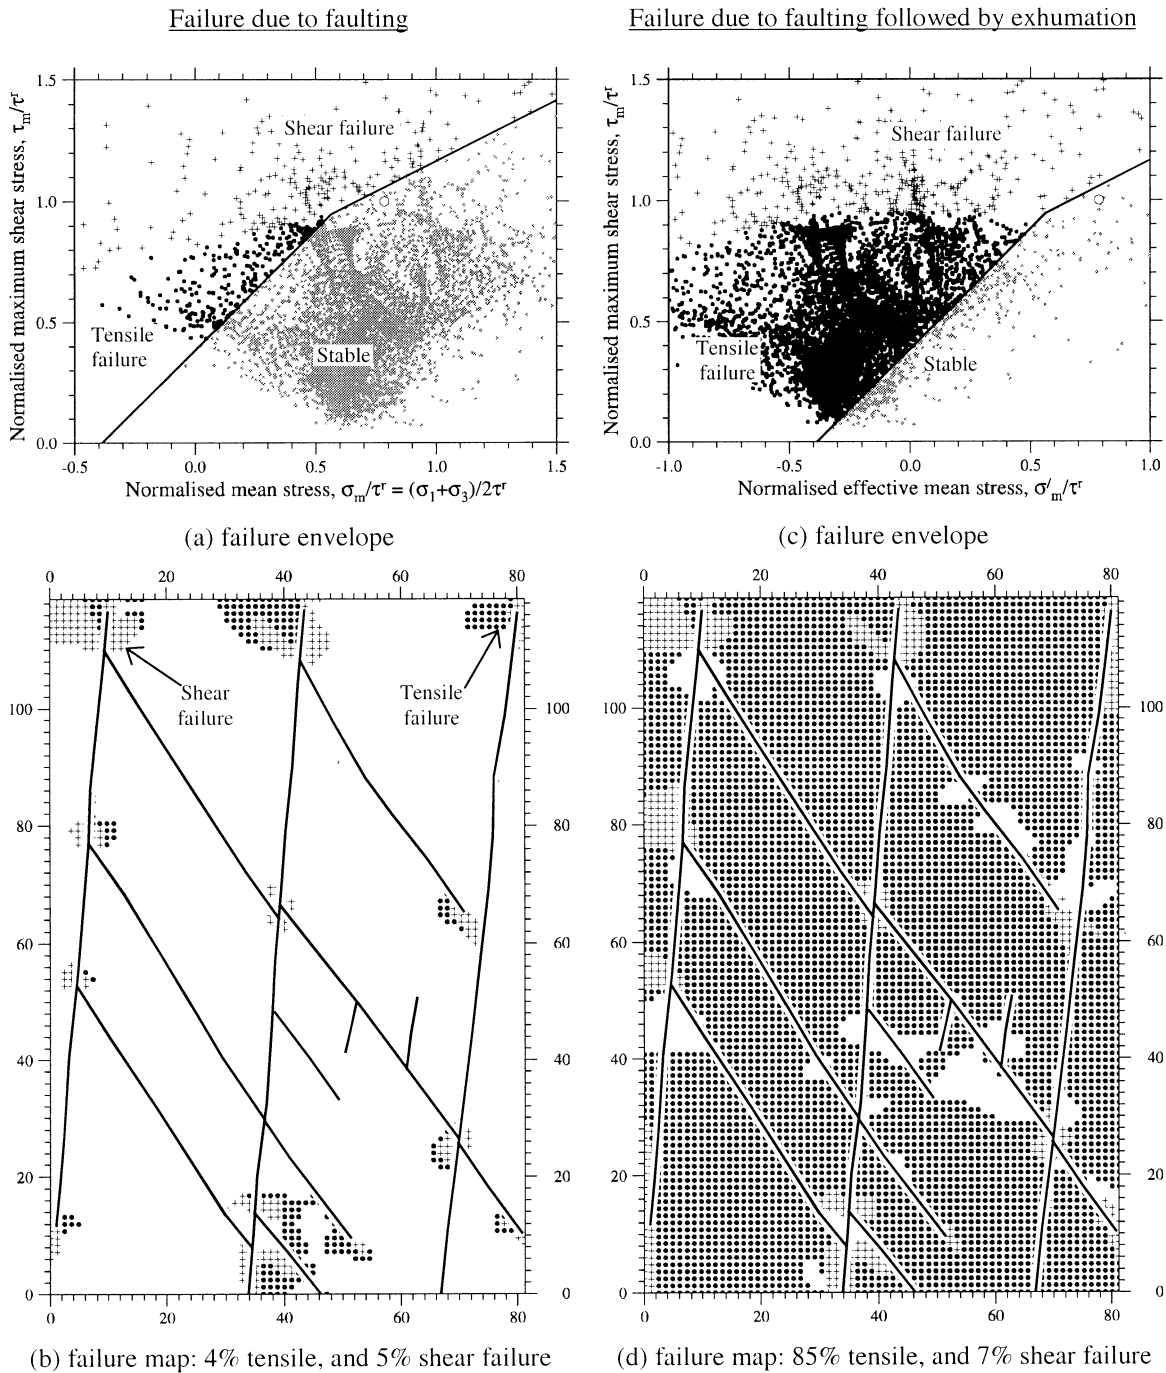 Failure due to faulting
Failure due to faulting followed by exhumation
Normalised maximum shear stress, τm/τr
1.5
1.0
0.5
0.0
Shear failure
Tensile
failure
Stable
-0.5 0.0 0.5 1.0 1.5
Normalised mean stress, σm/τr = (σ1+σ3)/2τr
(a) failure envelope
Normalised maximum shear stress, τm/τr
1.5
1.0
0.5
0.0
Shear failure
Tensile
failure
Stable
-1.0 -0.5 0.0 0.5 1.0
Normalised effective mean stress, σ′m/τr
(c) failure envelope
0 20 40 60 80
100 100
80 80
60 60
40 40
20 20
0 0
Shear
failure
Tensile
failure
0 20 40 60 80
(b) failure map: 4% tensile, and 5% shear failure
0 20 40 60 80
100 100
80 80
60 60
40 40
20 20
0 0
0 20 40 60 80
(d) failure map: 85% tensile, and 7% shear failure